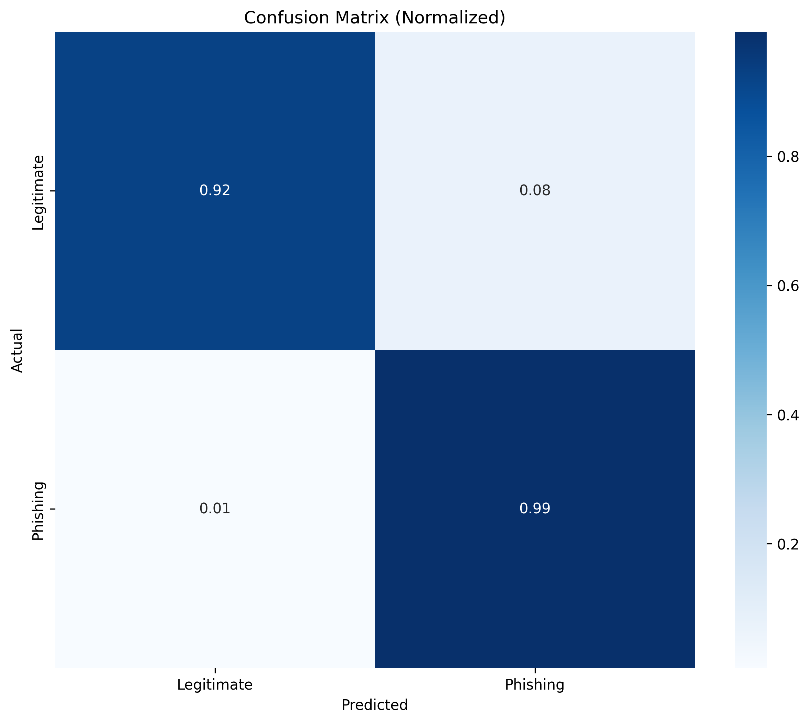 Confusion Matrix (Normalized)
Legitimate
0.92
0.08
Actual
Phishing
0.01
0.99
Legitimate
Phishing
Predicted
0.8
0.6
0.4
0.2